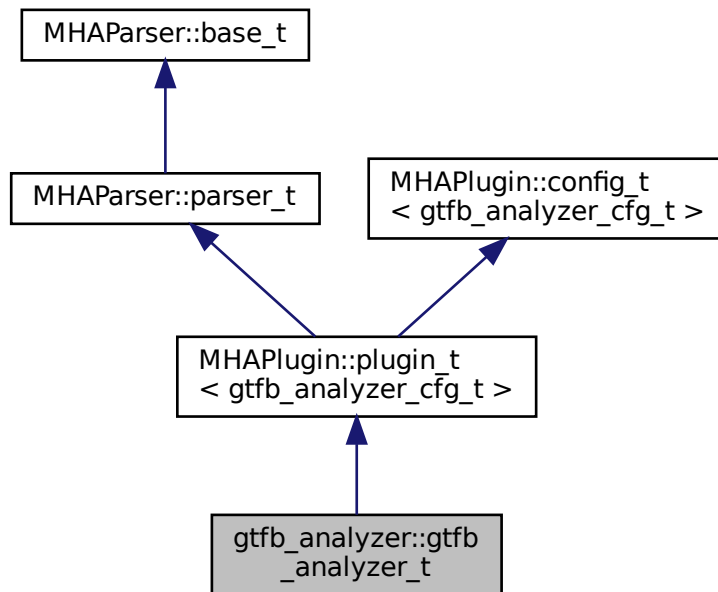 MHAParser::base_t
MHAParser::parser_t
MHAPlugin::config_t
< gtfb_analyzer_cfg_t >
MHAPlugin::plugin_t
< gtfb_analyzer_cfg_t >
gtfb_analyzer::gtfb
_analyzer_t